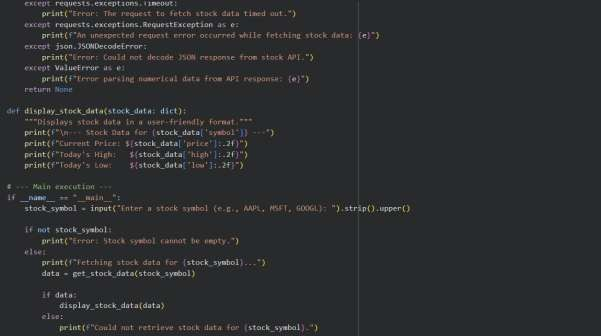 except requests.exceptions.Timeout:
        print("Error: The request to fetch stock data timed out.")
    except requests.exceptions.RequestException as e:
        print(f"An unexpected request error occurred while fetching stock data: {e}")
    except json.JSONDecodeError:
        print("Error: Could not decode JSON response from stock API.")
    except ValueError as e:
        print(f"Error parsing numerical data from API response: {e}")
    return None

def display_stock_data(stock_data: dict):
    """Displays stock data in a user-friendly format."""
    print(f"\n--- Stock Data for {stock_data['symbol']} ---")
    print(f"Current Price: ${stock_data['price']:.2f}")
    print(f"Today's High:   ${stock_data['high']:.2f}")
    print(f"Today's Low:    ${stock_data['low']:.2f}")

# --- Main execution ---
if __name__ == "__main__":
    stock_symbol = input("Enter a stock symbol (e.g., AAPL, MSFT, GOOGL): ").strip().upper()

    if not stock_symbol:
        print("Error: Stock symbol cannot be empty.")
    else:
        print(f"Fetching stock data for {stock_symbol}...")
        data = get_stock_data(stock_symbol)

        if data:
            display_stock_data(data)
        else:
            print(f"Could not retrieve stock data for {stock_symbol}.")